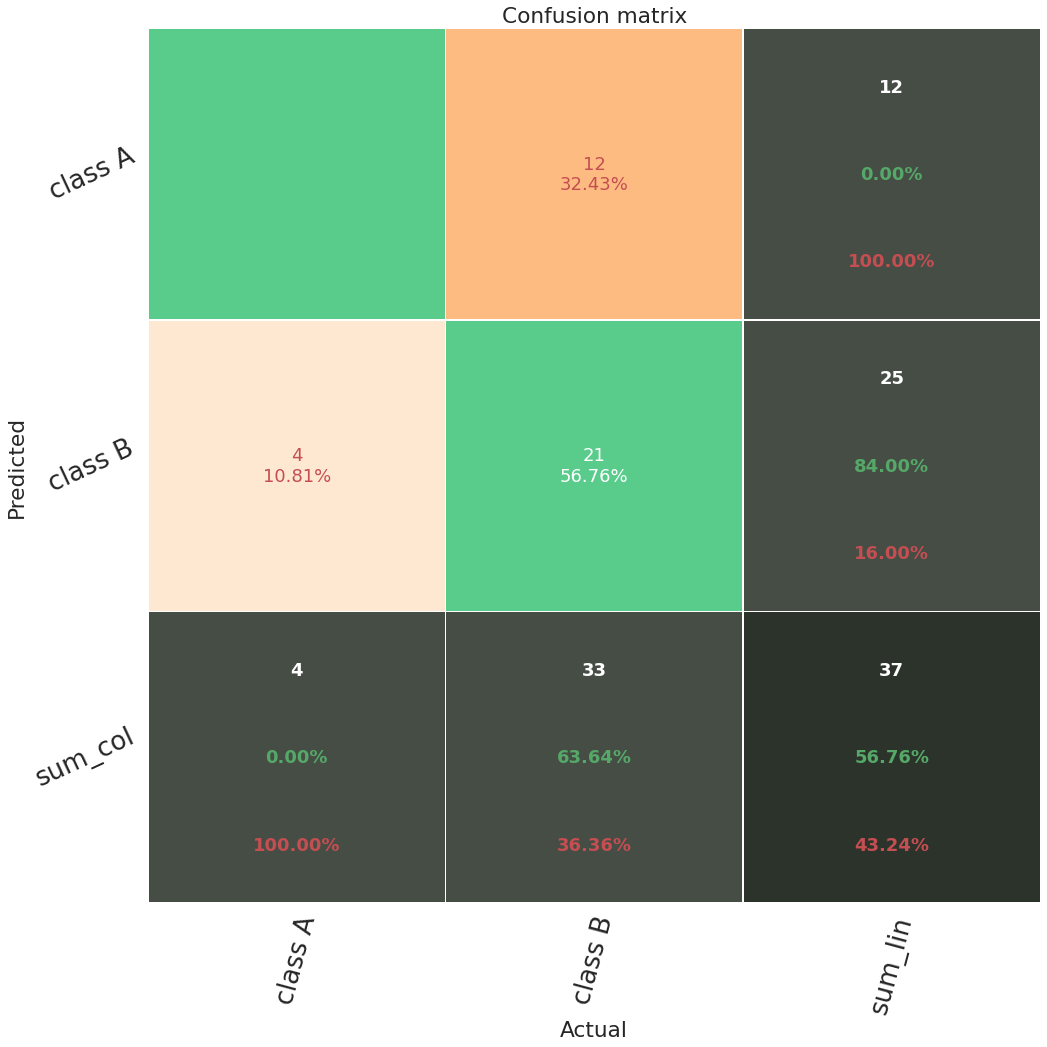 Confusion matrix
Predicted
class A
12
32.43%
12
0.00%
100.00%
class B
4
10.81%
21
56.76%
25
84.00%
16.00%
sum_col
4
0.00%
100.00%
33
63.64%
36.36%
37
56.76%
43.24%
class A
class B
sum_lin
Actual